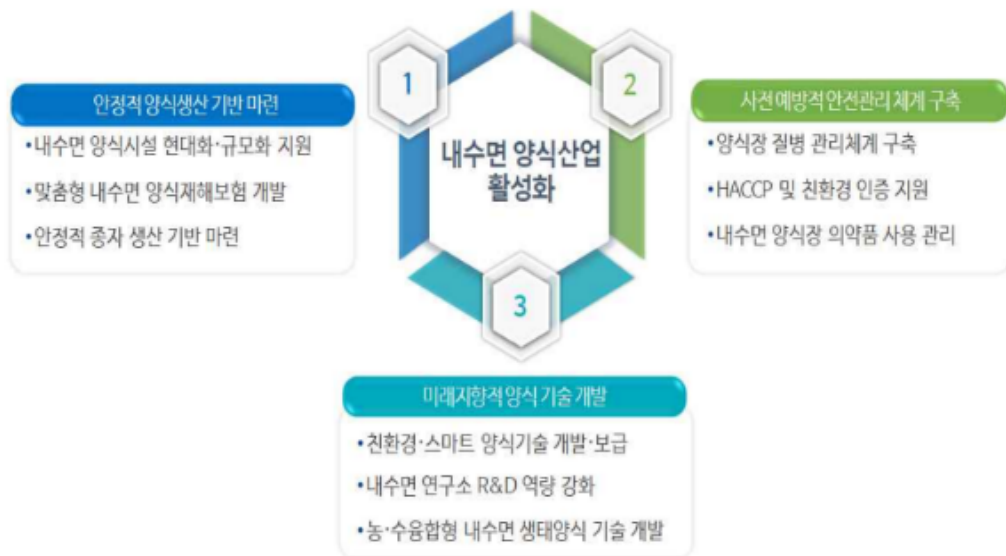 1
2
내수면 양식산업
활성화
3
안정적 양식생산 기반 마련
•내수면 양식시설 현대화·규모화 지원
•맞춤형 내수면 양식재해보험 개발
•안정적 종자 생산 기반 마련
사전 예방적 안전관리 체계 구축
•양식장 질병 관리체계 구축
•HACCP 및 친환경 인증 지원
•내수면 양식장 의약품 사용 관리
미래지향적 양식 기술 개발
•친환경·스마트 양식기술 개발·보급
•내수면 연구소 R&D 역량 강화
•농·수융합형 내수면 생태양식 기술 개발